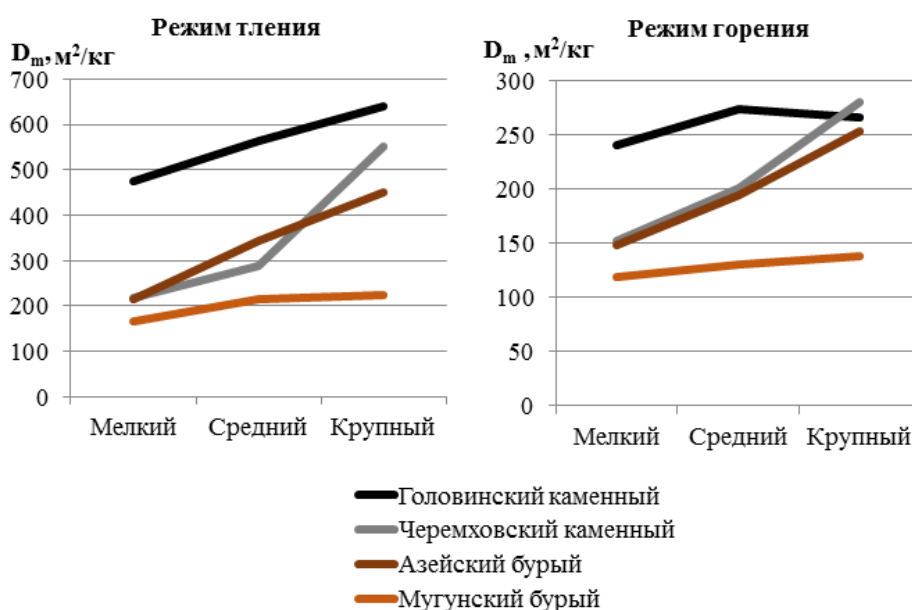 Режим тления
Dm, м²/кг
700
600
500
400
300
200
100
0
Мелкий Средний Крупный
Режим горения
Dm , м²/кг
300
250
200
150
100
50
0
Мелкий Средний Крупный
Головинский каменный
Черемховский каменный
Азейский бурый
Мугунский бурый